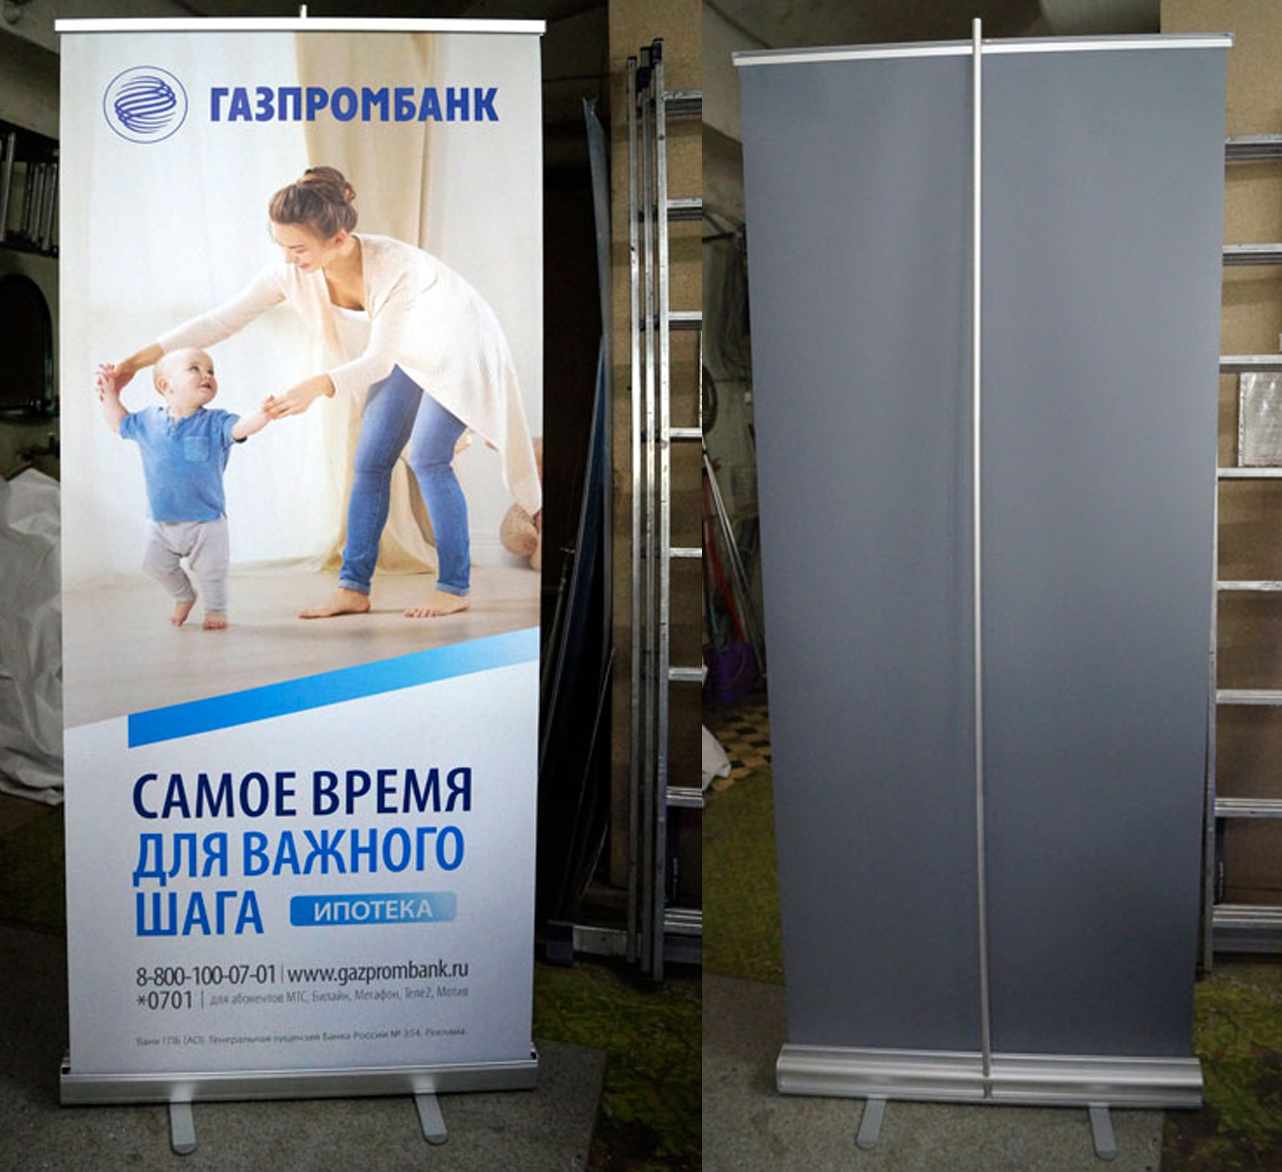 ГАЗПРОМБАНК
САМОЕ ВРЕМЯ
ДЛЯ ВАЖНОГО
ШАГА ИПОТЕКА
8-800-100-07-01 | www.gazprombank.ru
*0701 | для абонентов МТС, Билайн, Мегафон, Теле2, Мотив
Банк ГПБ (АО). Генеральная лицензия Банка России № 354. Реклама.